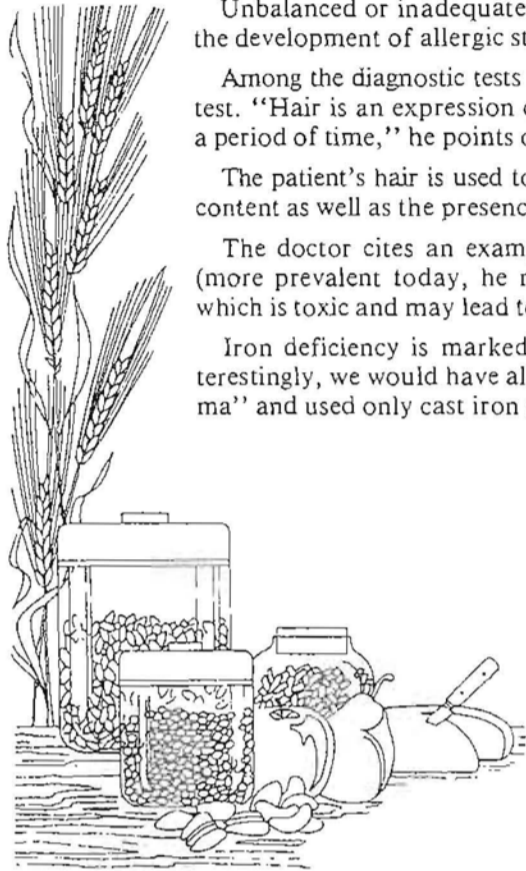 Unbalanced or inadequate
the development of allergic st
Among the diagnostic tests
test. “Hair is an expression
a period of time,” he points
The patient’s hair is used to
content as well as the presenc
The doctor cites an exam
(more prevalent today, he
which is toxic and may lead to
Iron deficiency is marked
terestingly, we would have al
ma” and used only cast iron